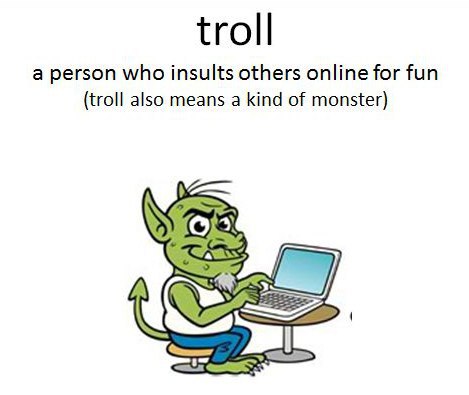 troll
a person who insults others online for fun
(troll also means a kind of monster)